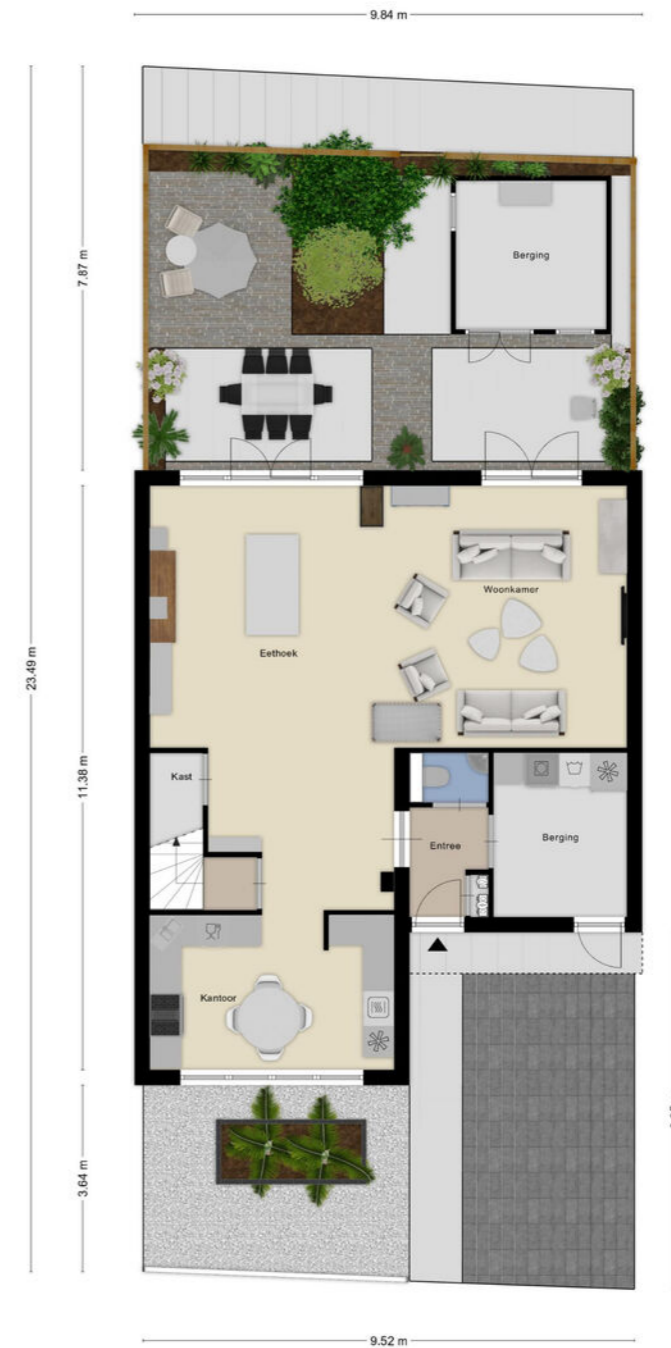 9.84 m
7.87 m
Berging
Woonkamer
Eethoek
23.49 m
11.38 m
Kast
Entree
Berging
Kantoor
3.64 m
9.52 m